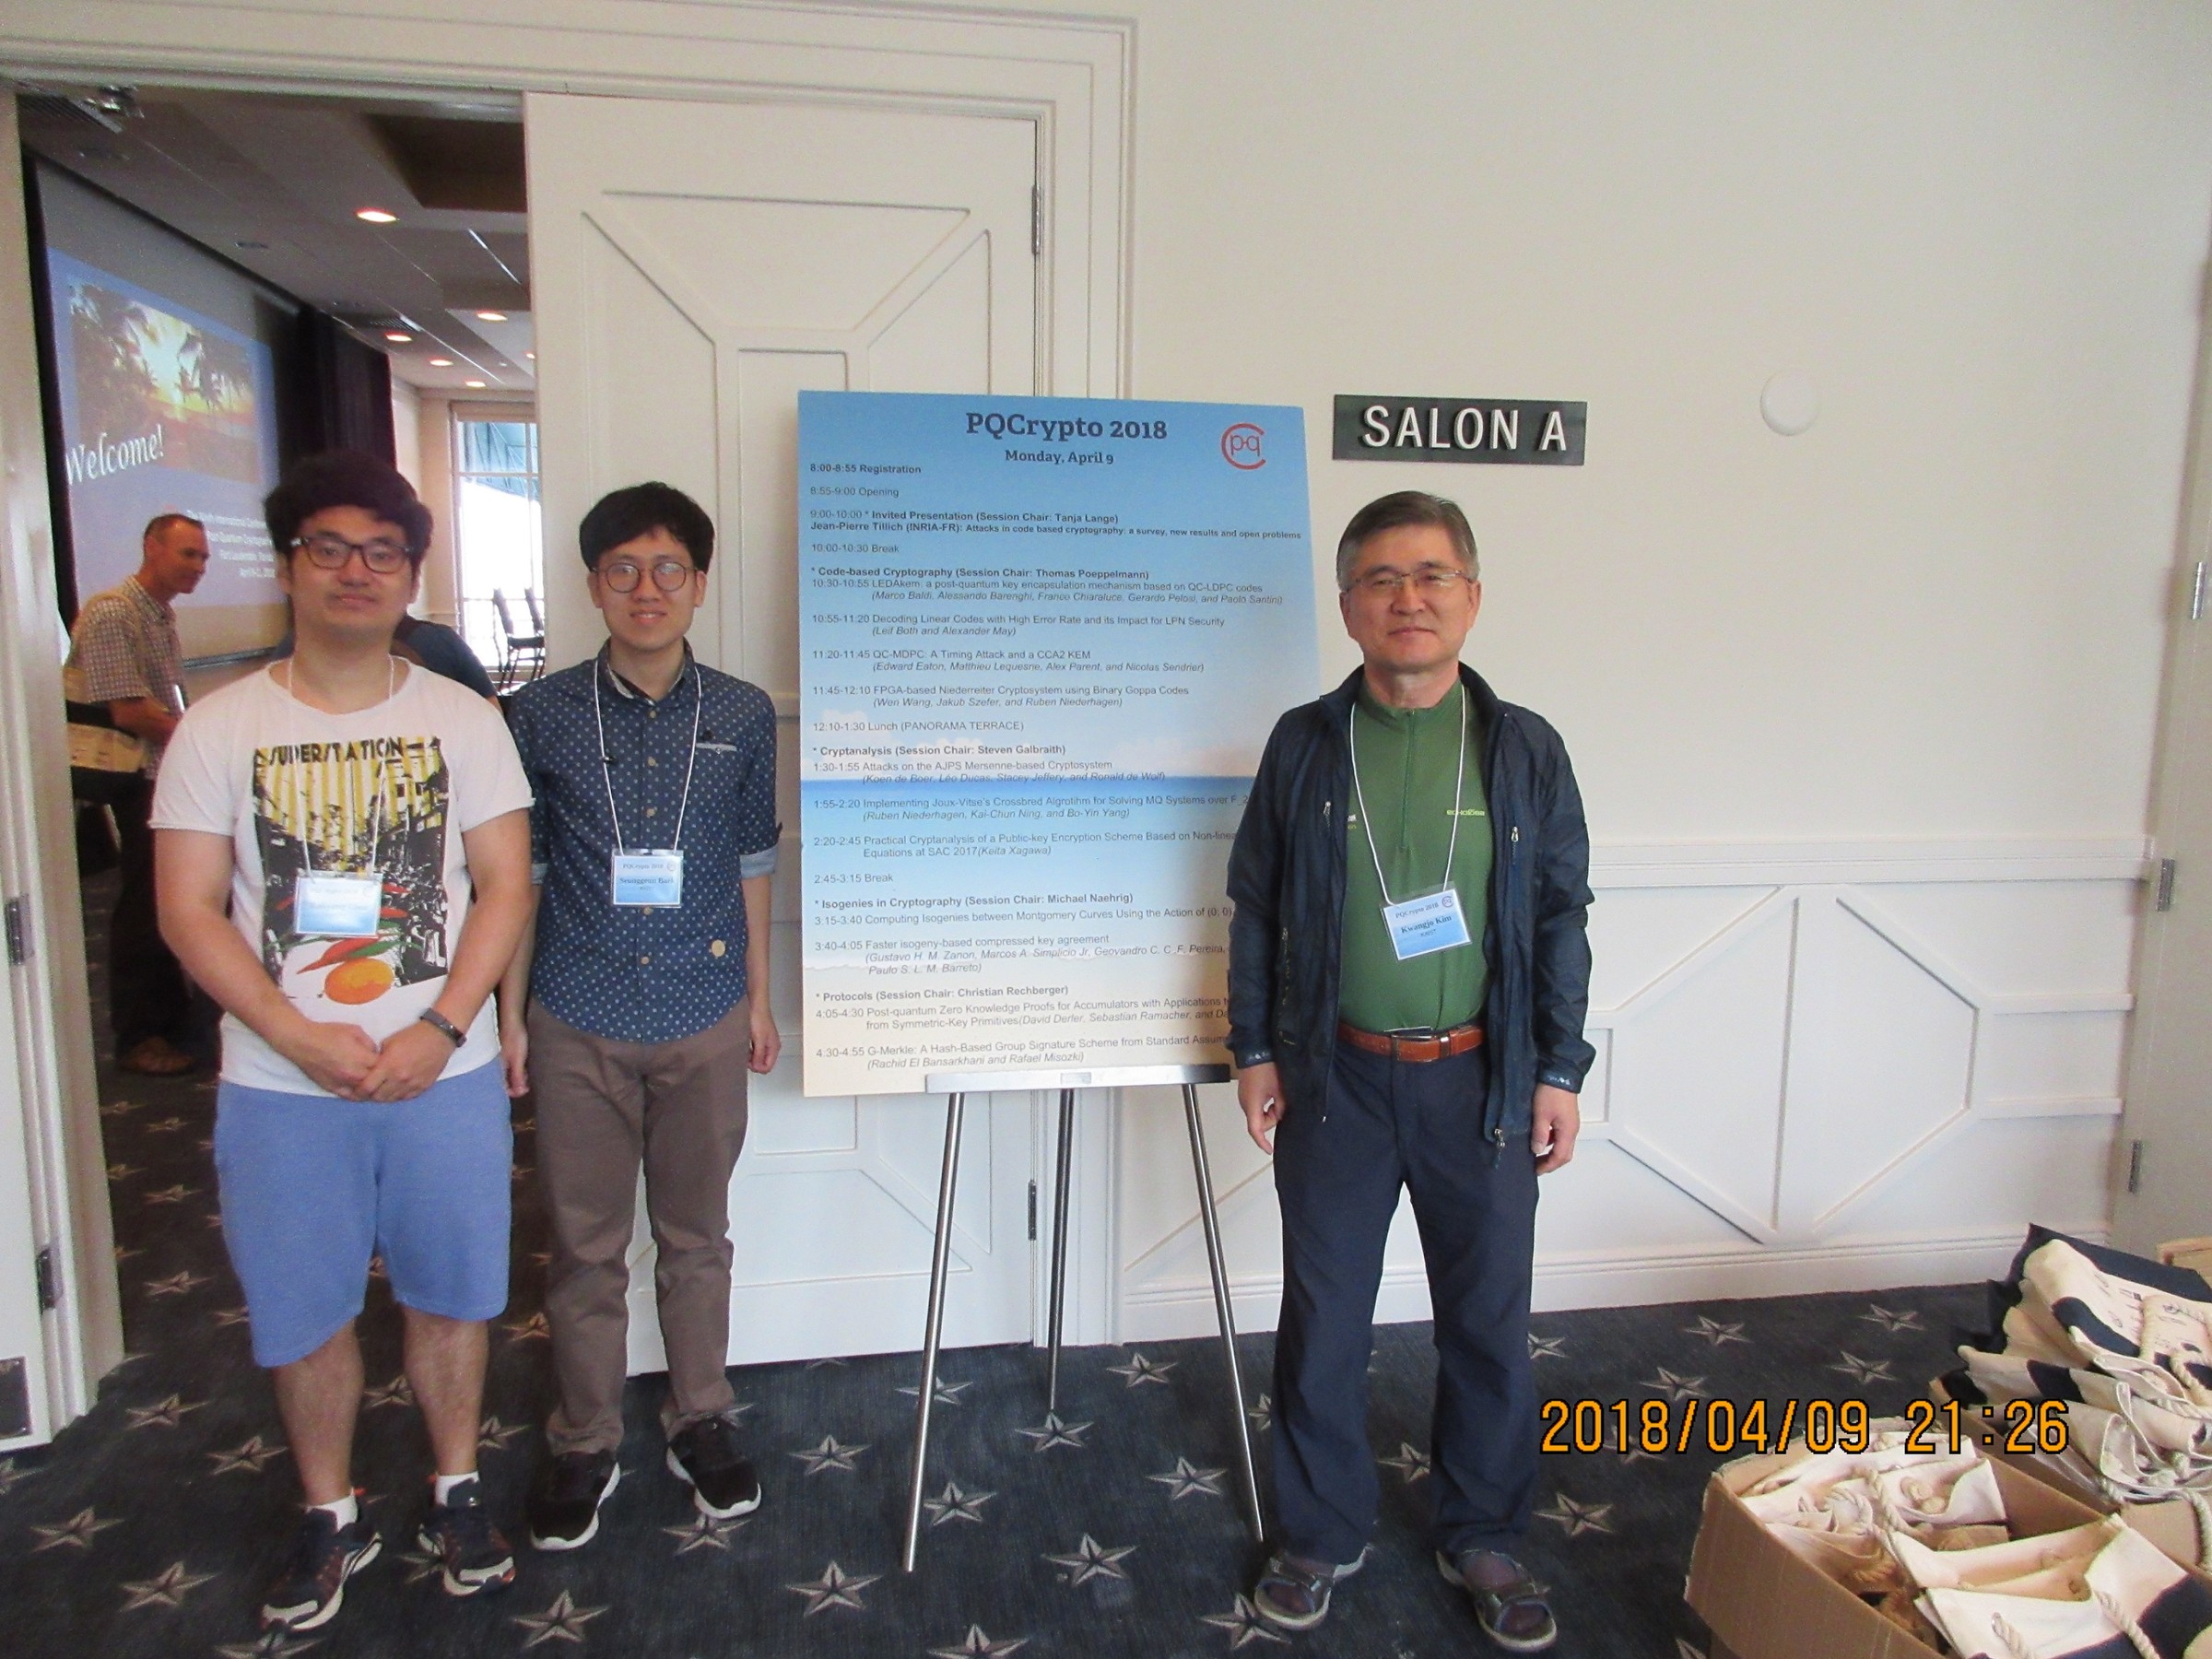 Welcome!
SUPERSTATION
PQCrypto 2018
Kwangjo Kim
KAIST
SALON A
PQCrypto 2018
Monday, April 9
pq
8:00-8:55 Registration
8:55-9:00 Opening
9:00-10:00 * Invited Presentation (Session Chair: Tanja Lange)
Jean-Pierre Tillich (INRIA-FR): Attacks in code based cryptography: a survey, new results and open problems
10:00-10:30 Break
* Code-based Cryptography (Session Chair: Thomas Poeppelmann)
10:30-10:55 LEDAkem: a post-quantum key encapsulation mechanism based on QC-LDPC codes
(Marco Baldi, Alessandro Barenghi, Franco Chiaraluce, Gerardo Pelosi, and Paolo Santini)
10:55-11:20 Decoding Linear Codes with High Error Rate and its Impact for LPN Security
(Leif Both and Alexander May)
11:20-11:45 QC-MDPC: A Timing Attack and a CCA2 KEM
(Edward Eaton, Matthieu Lequesne, Alex Parent, and Nicolas Sendrier)
11:45-12:10 FPGA-based Niederreiter Cryptosystem using Binary Goppa Codes
(Wen Wang, Jakub Szefer, and Ruben Niederhagen)
12:10-1:30 Lunch (PANORAMA TERRACE)
* Cryptanalysis (Session Chair: Steven Galbraith)
1:30-1:55 Attacks on the AJPS Mersenne-based Cryptosystem
(Koen de Boer, Léo Ducas, Stacey Jeffery, and Ronald de Wolf)
1:55-2:20 Implementing Joux-Vitse's Crossbred Algrotihm for Solving MQ Systems over F_2
(Ruben Niederhagen, Kai-Chun Ning, and Bo-Yin Yang)
2:20-2:45 Practical Cryptanalysis of a Public-key Encryption Scheme Based on Non-linea
Equations at SAC 2017(Keita Xagawa)
2:45-3:15 Break
* Isogenies in Cryptography (Session Chair: Michael Naehrig)
3:15-3:40 Computing Isogenies between Montgomery Curves Using the Action of (0, 0)
3:40-4:05 Faster isogeny-based compressed key agreement
(Gustavo H. M. Zanon, Marcos A. Simplicio Jr, Geovandro C. C. F. Pereira,
Paulo S. L. M. Barreto)
* Protocols (Session Chair: Christian Rechberger)
4:05-4:30 Post-quantum Zero Knowledge Proofs for Accumulators with Applications
from Symmetric-Key Primitives(David Derler, Sebastian Ramacher, and
4:30-4:55 G-Merkle: A Hash-Based Group Signature Scheme from Standard Assum
(Rachid El Bansarkhani and Rafael Misozki)
2018/04/09 21:26